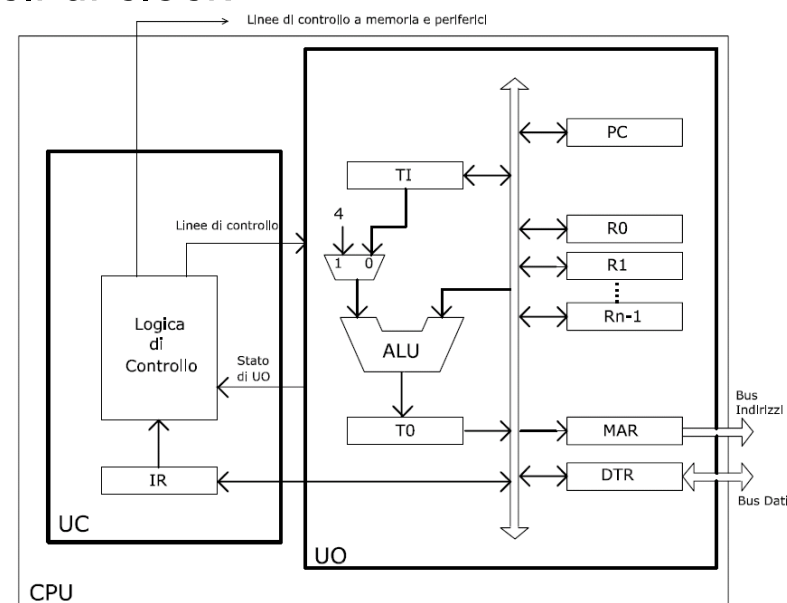 Linee di controllo a memoria e periferici
PC
TI
4
Linee di controllo
R0
1 0
R1
Rn-1
Logica
di
Controllo
ALU
Stato
di UO
Bus
Indirizzi
T0
MAR
IR
DTR
Bus Dati
UC
UO
CPU